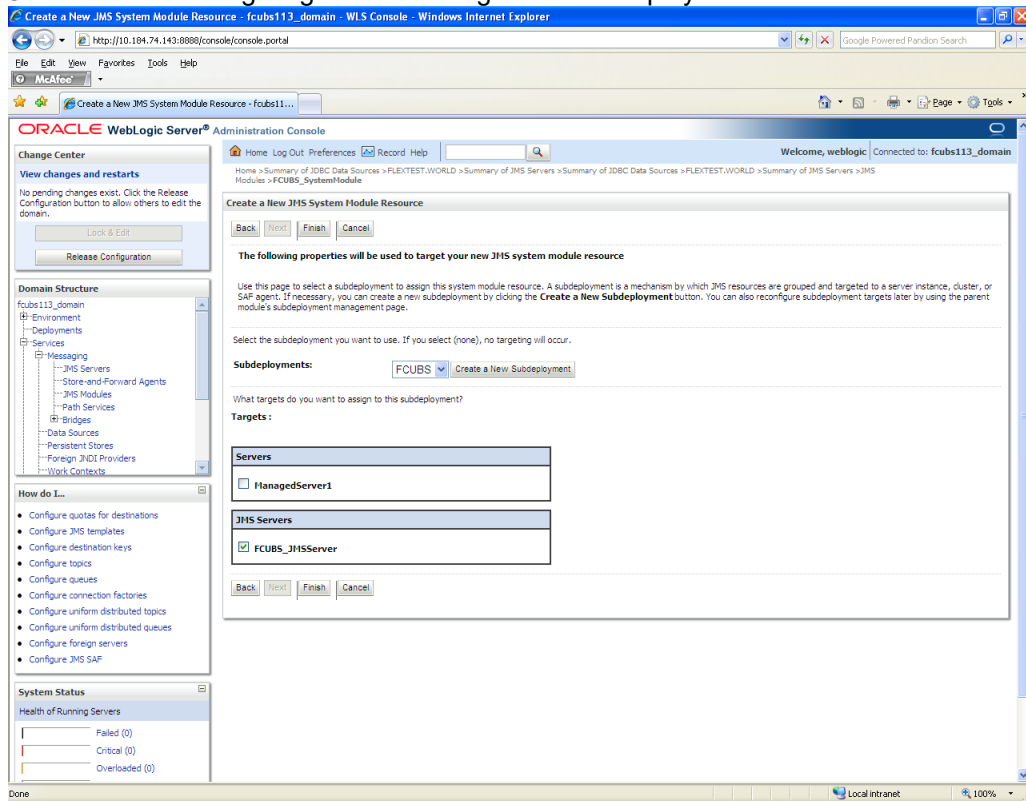 Create a New JMS System Module Resource - fcubs113_domain - WLS Console - Windows Internet Explorer
http://10.184.74.143:8888/console/console.portal
Google Powered Pandion Search
File Edit View Favorites Tools Help
McAfee
Create a New JMS System Module Resource - fcubs11...
Page Tools
ORACLE WebLogic Server® Administration Console
Change Center
View changes and restarts
No pending changes exist. Click the Release
Configuration button to allow others to edit the
domain.
Lock & Edit
Release Configuration
Domain Structure
fcubs113_domain
Environment
Deployments
Services
Messaging
JMS Servers
Store-and-Forward Agents
JMS Modules
Path Services
Bridges
Data Sources
Persistent Stores
Foreign JNDI Providers
Work Contexts
How do I...
Configure quotas for destinations
Configure JMS templates
Configure destination keys
Configure topics
Configure queues
Configure connection factories
Configure uniform distributed topics
Configure uniform distributed queues
Configure foreign servers
Configure JMS SAF
System Status
Health of Running Servers
Failed (0)
Critical (0)
Overloaded (0)
Home Log Out Preferences Record Help
Welcome, weblogic Connected to: fcubs113_domain
Home >Summary of JDBC Data Sources >FLEXTEST.WORLD >Summary of JMS Servers >Summary of JDBC Data Sources >FLEXTEST.WORLD >Summary of JMS Servers >JMS
Modules >FCUBS_SystemModule
Create a New JMS System Module Resource
Back Next Finish Cancel
The following properties will be used to target your new JMS system module resource
Use this page to select a subdeployment to assign this system module resource. A subdeployment is a mechanism by which JMS resources are grouped and targeted to a server instance, cluster, or
SAF agent. If necessary, you can create a new subdeployment by clicking the Create a New Subdeployment button. You can also reconfigure subdeployment targets later by using the parent
module's subdeployment management page.
Select the subdeployment you want to use. If you select (none), no targeting will occur.
Subdeployments: FCUBS Create a New Subdeployment
What targets do you want to assign to this subdeployment?
Targets :
Servers
ManagedServer1
JMS Servers
FCUBS_JMSServer
Back Next Finish Cancel
Done
Local intranet
100%